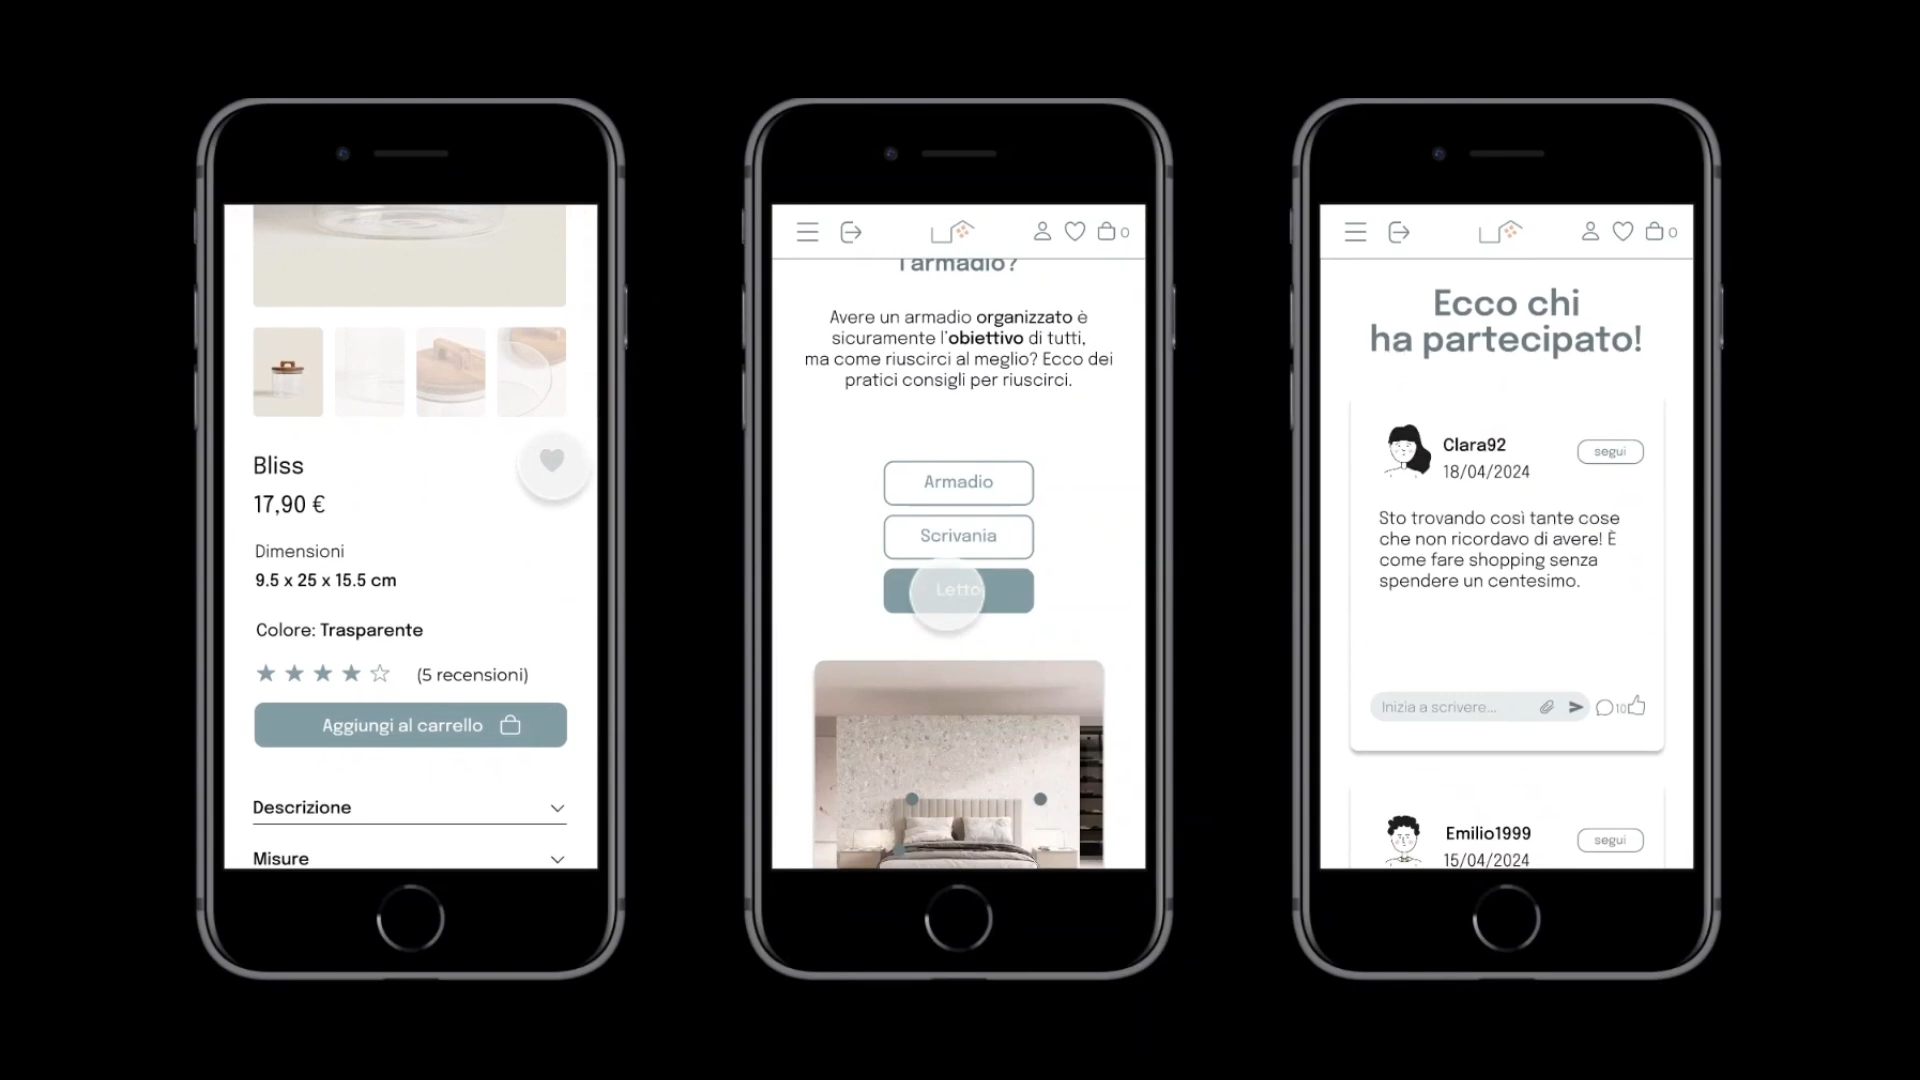 Bliss
17,90 €
Dimensioni
9.5 x 25 x 15.5 cm
Colore: Trasparente
(5 recensioni)
Aggiungi al carrello
Descrizione
Misure
0
l'armadio?
Avere un armadio organizzato è
sicuramente l'obiettivo di tutti,
ma come riuscirci al meglio? Ecco dei
pratici consigli per riuscirci.
Armadio
Scrivania
Letto
0
Ecco chi
ha partecipato!
Clara92
18/04/2024
segui
Sto trovando così tante cose
che non ricordavo di avere! È
come fare shopping senza
spendere un centesimo.
Inizia a scrivere...
10
Emilio1999
15/04/2024
segui